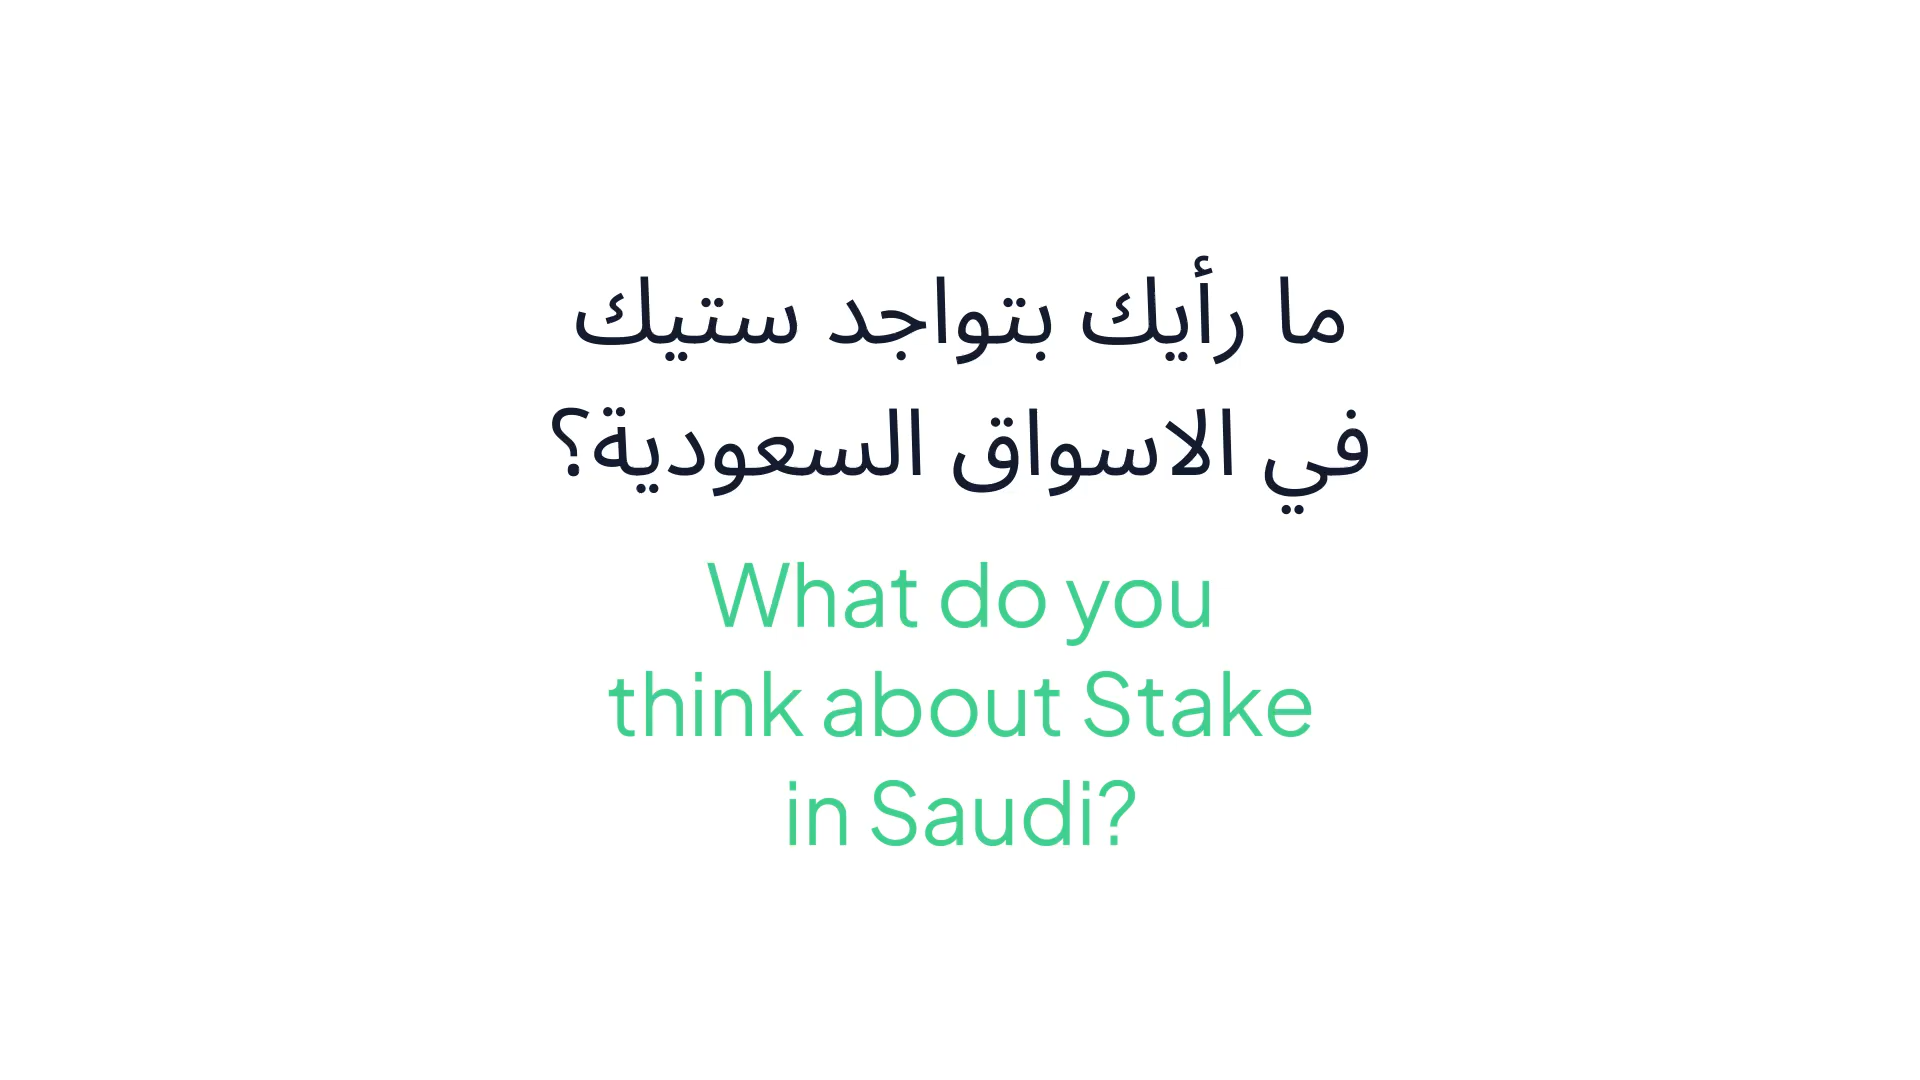 ما رأيك بتواجد ستيك
في الاسواق السعودية؟
What do you
think about Stake
in Saudi?